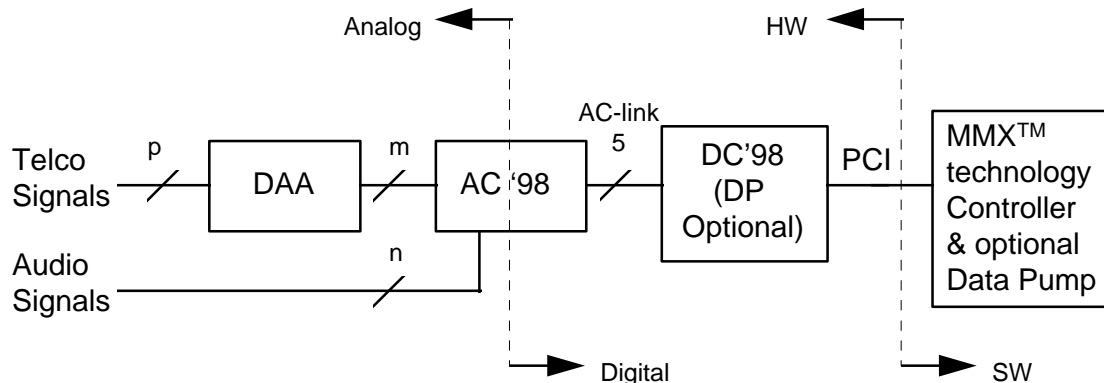 Analog
HW
AC-link
5
Telco
Signals
p
DAA
m
AC ‘98
DC’98
(DP
Optional)
PCI
MMX™
technology
Controller
& optional
Data Pump
Audio
Signals
n
Digital
SW